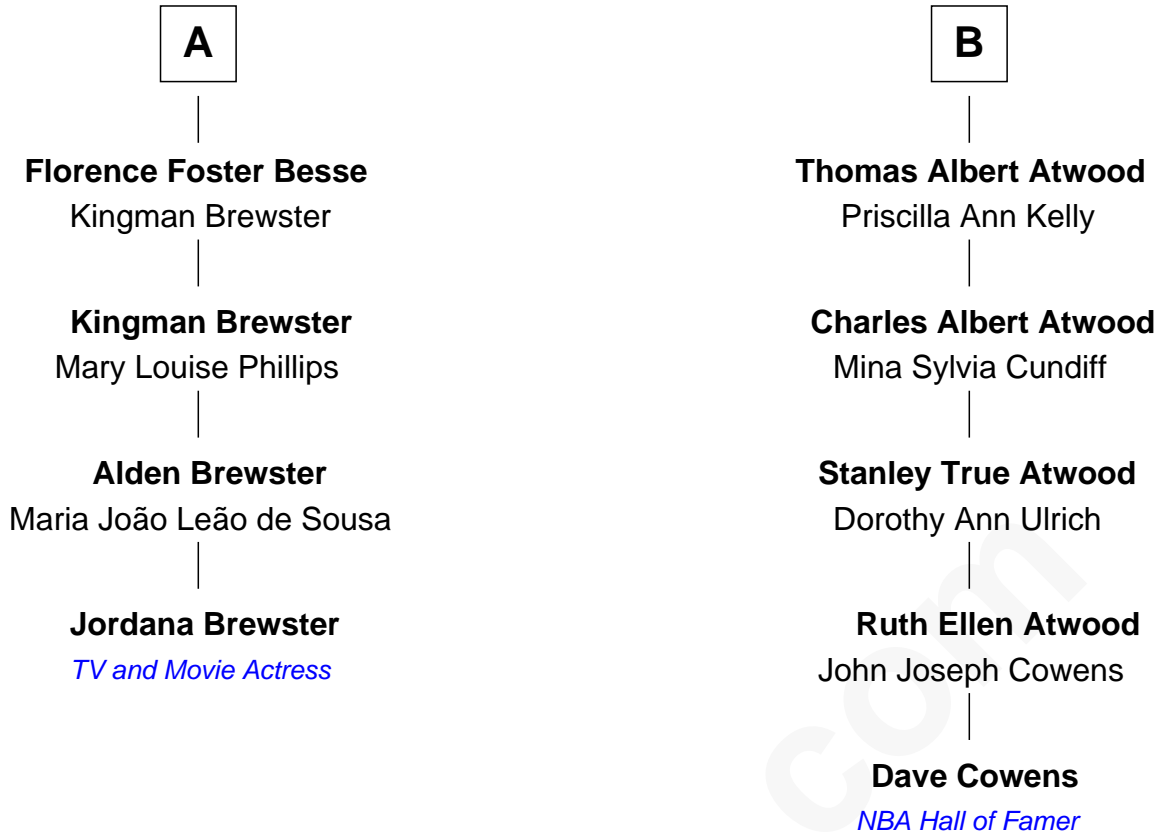 A
Florence Foster Besse
Kingman Brewster
Kingman Brewster
Mary Louise Phillips
Alden Brewster
Maria João Leão de Sousa
Jordana Brewster
TV and Movie Actress
B
Thomas Albert Atwood
Priscilla Ann Kelly
Charles Albert Atwood
Mina Sylvia Cundiff
Stanley True Atwood
Dorothy Ann Ulrich
Ruth Ellen Atwood
John Joseph Cowens
Dave Cowens
NBA Hall of Famer
com